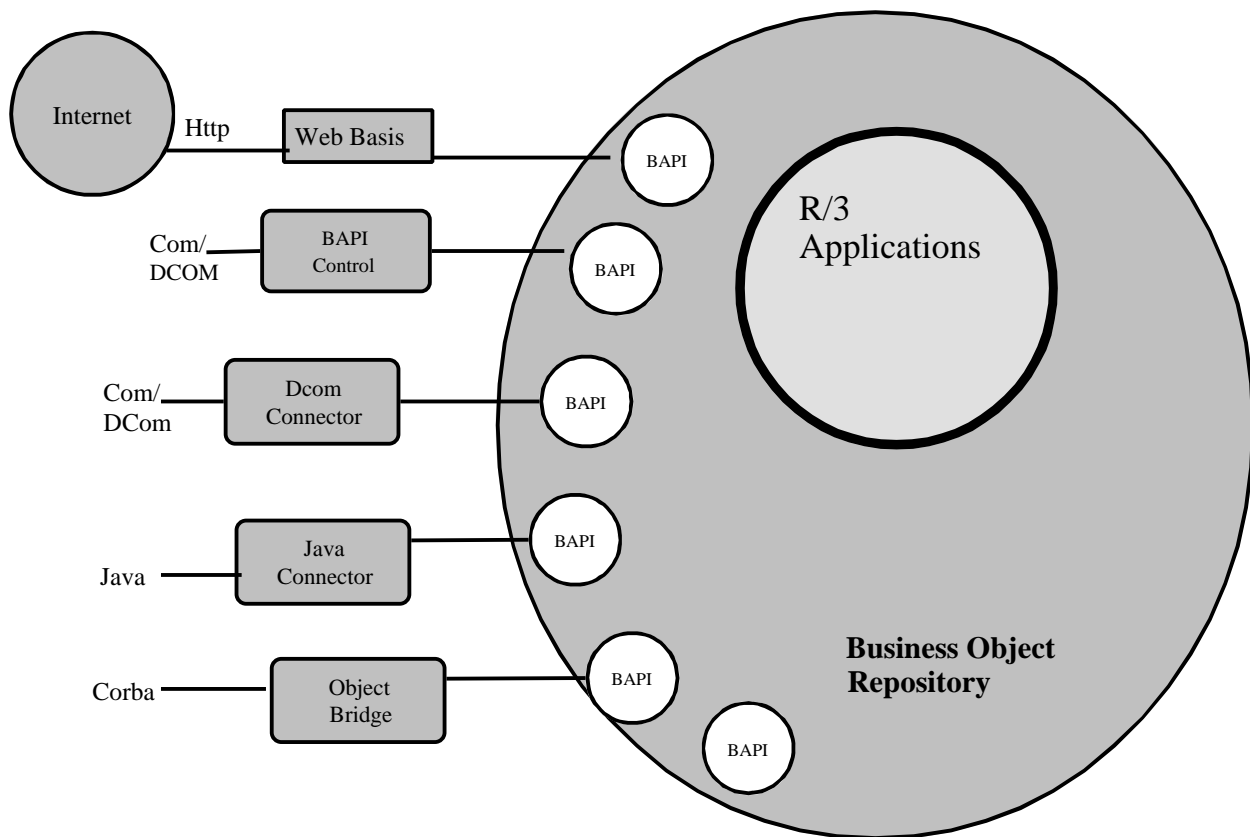 Internet
Http
Web Basis
BAPI
R/3
Applications
Com/
DCOM
BAPI
Control
BAPI
Com/
DCom
Dcom
Connector
BAPI
Java
Java
Connector
BAPI
Corba
Object
Bridge
BAPI
Business Object
Repository
BAPI